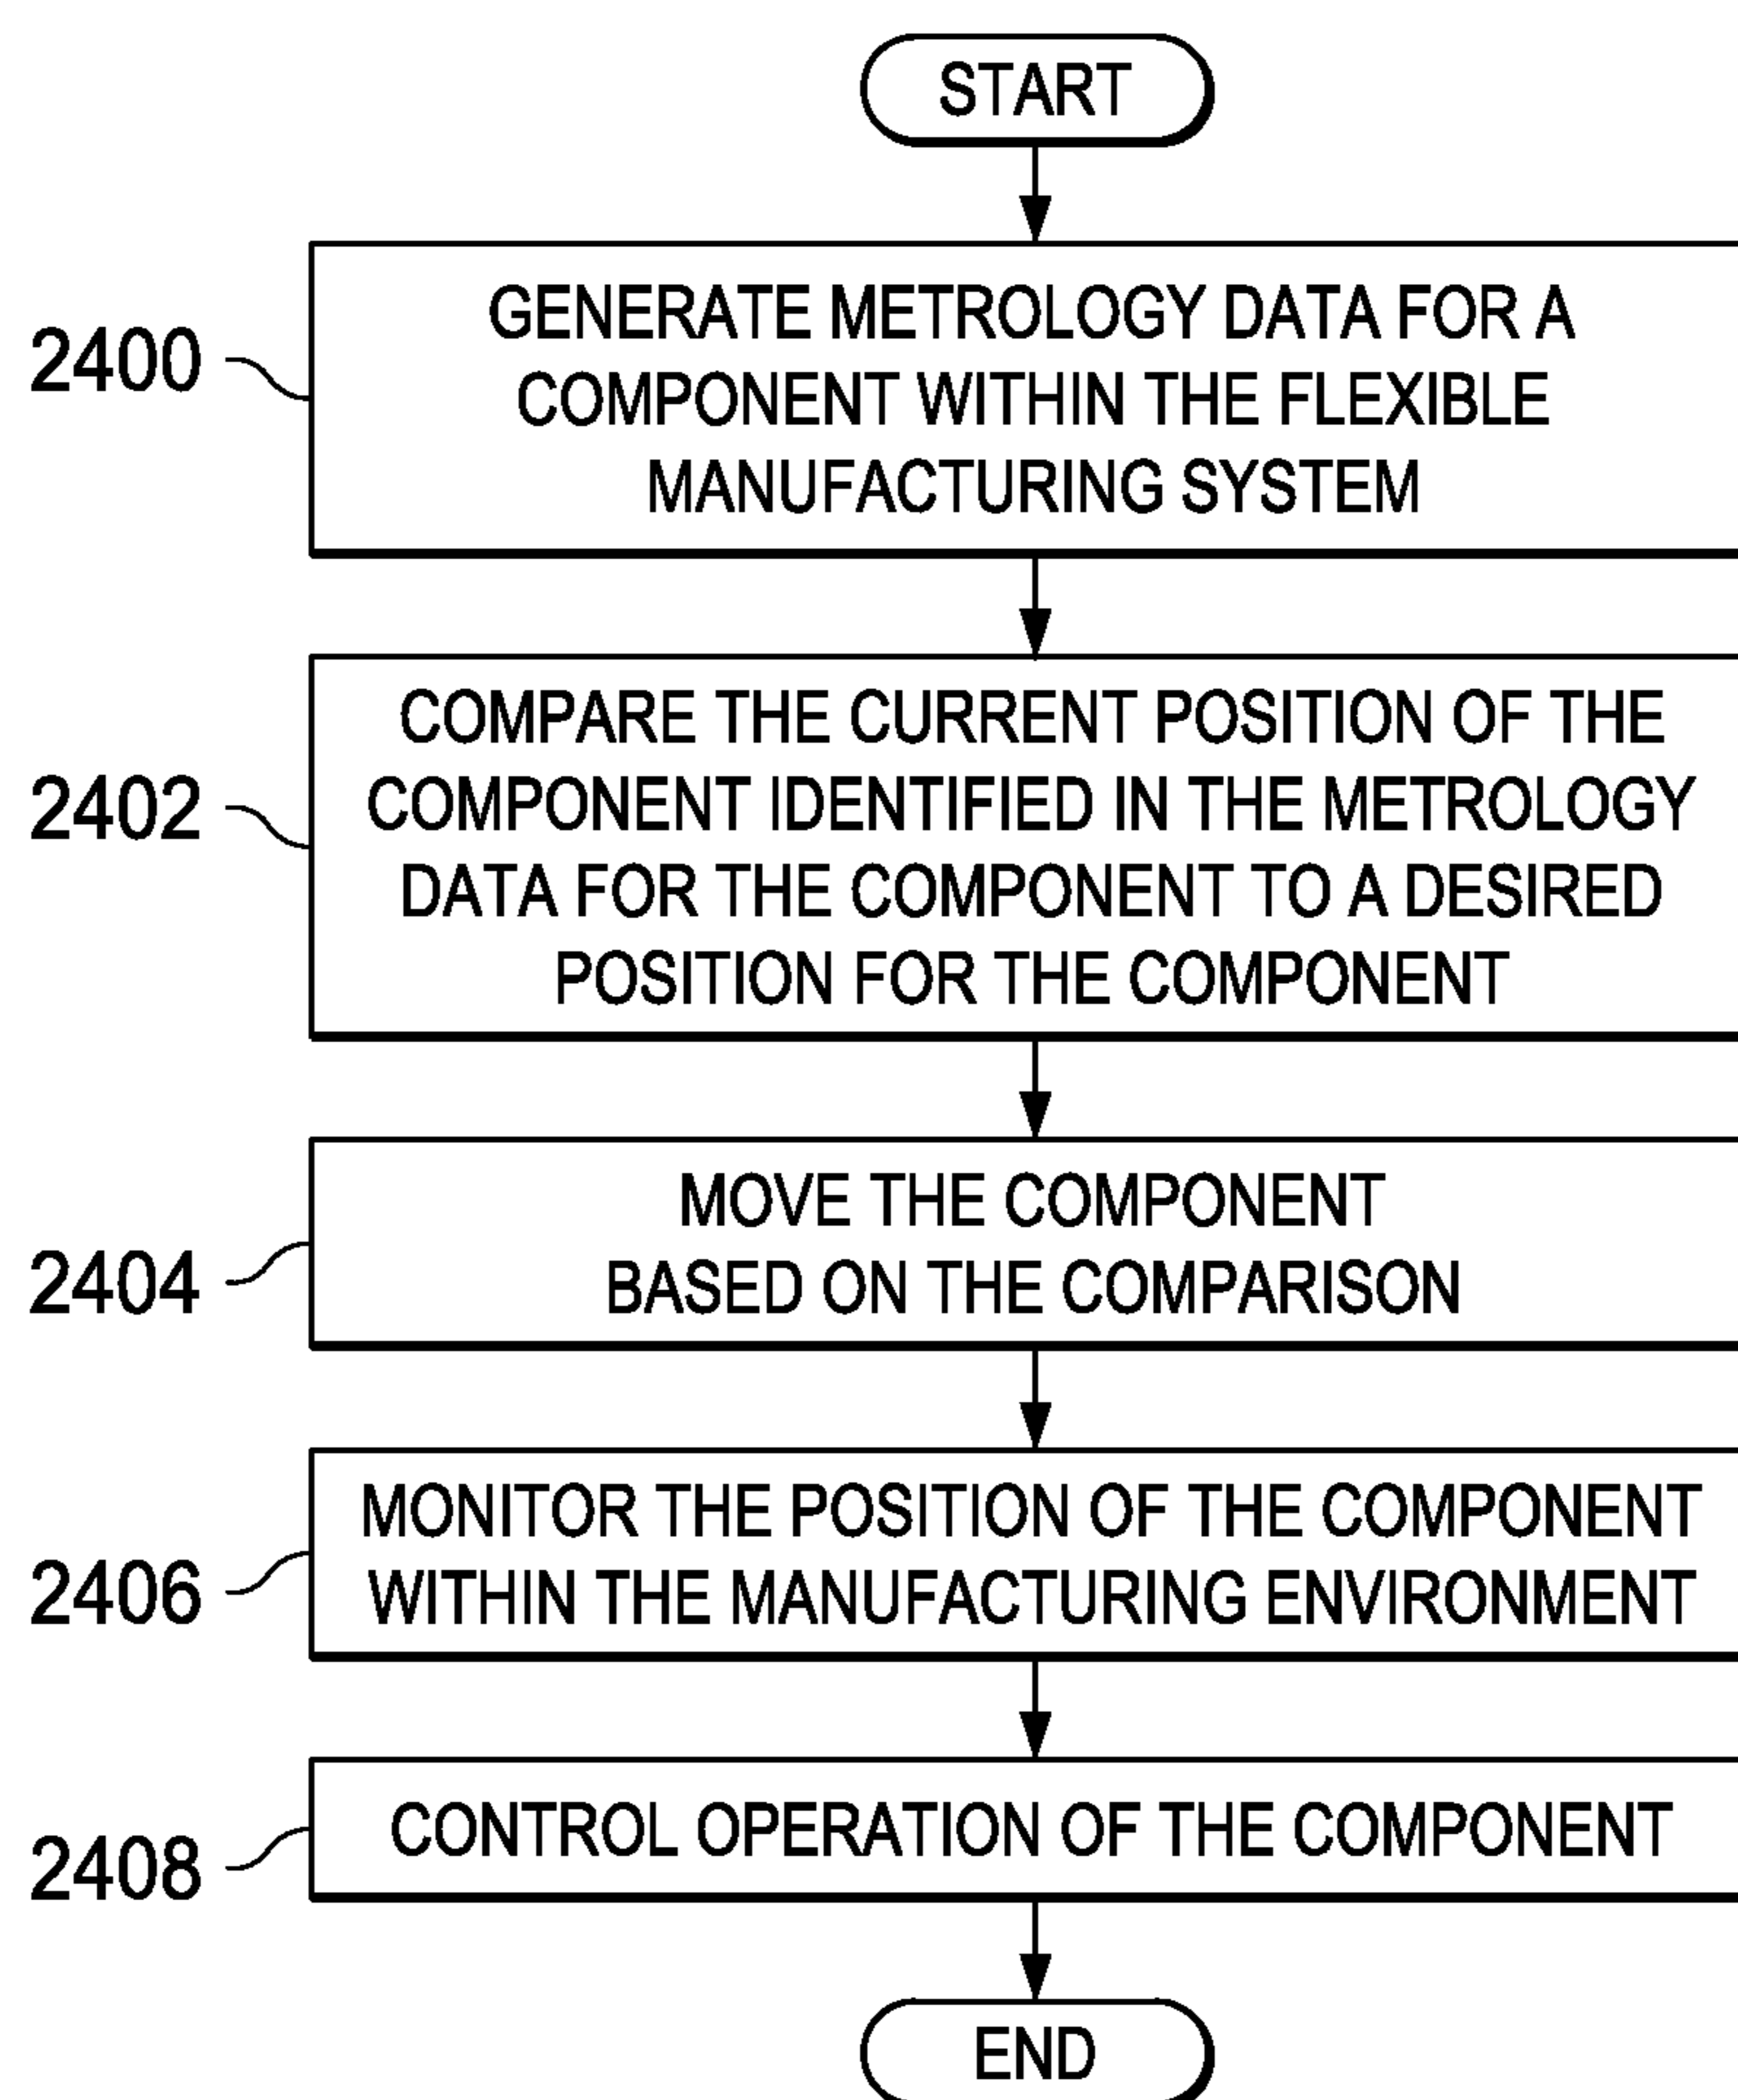 START
2400
GENERATE METROLOGY DATA FOR A
COMPONENT WITHIN THE FLEXIBLE
MANUFACTURING SYSTEM
2402
COMPARE THE CURRENT POSITION OF THE
COMPONENT IDENTIFIED IN THE METROLOGY
DATA FOR THE COMPONENT TO A DESIRED
POSITION FOR THE COMPONENT
2404
MOVE THE COMPONENT
BASED ON THE COMPARISON
2406
MONITOR THE POSITION OF THE COMPONENT
WITHIN THE MANUFACTURING ENVIRONMENT
2408
CONTROL OPERATION OF THE COMPONENT
END